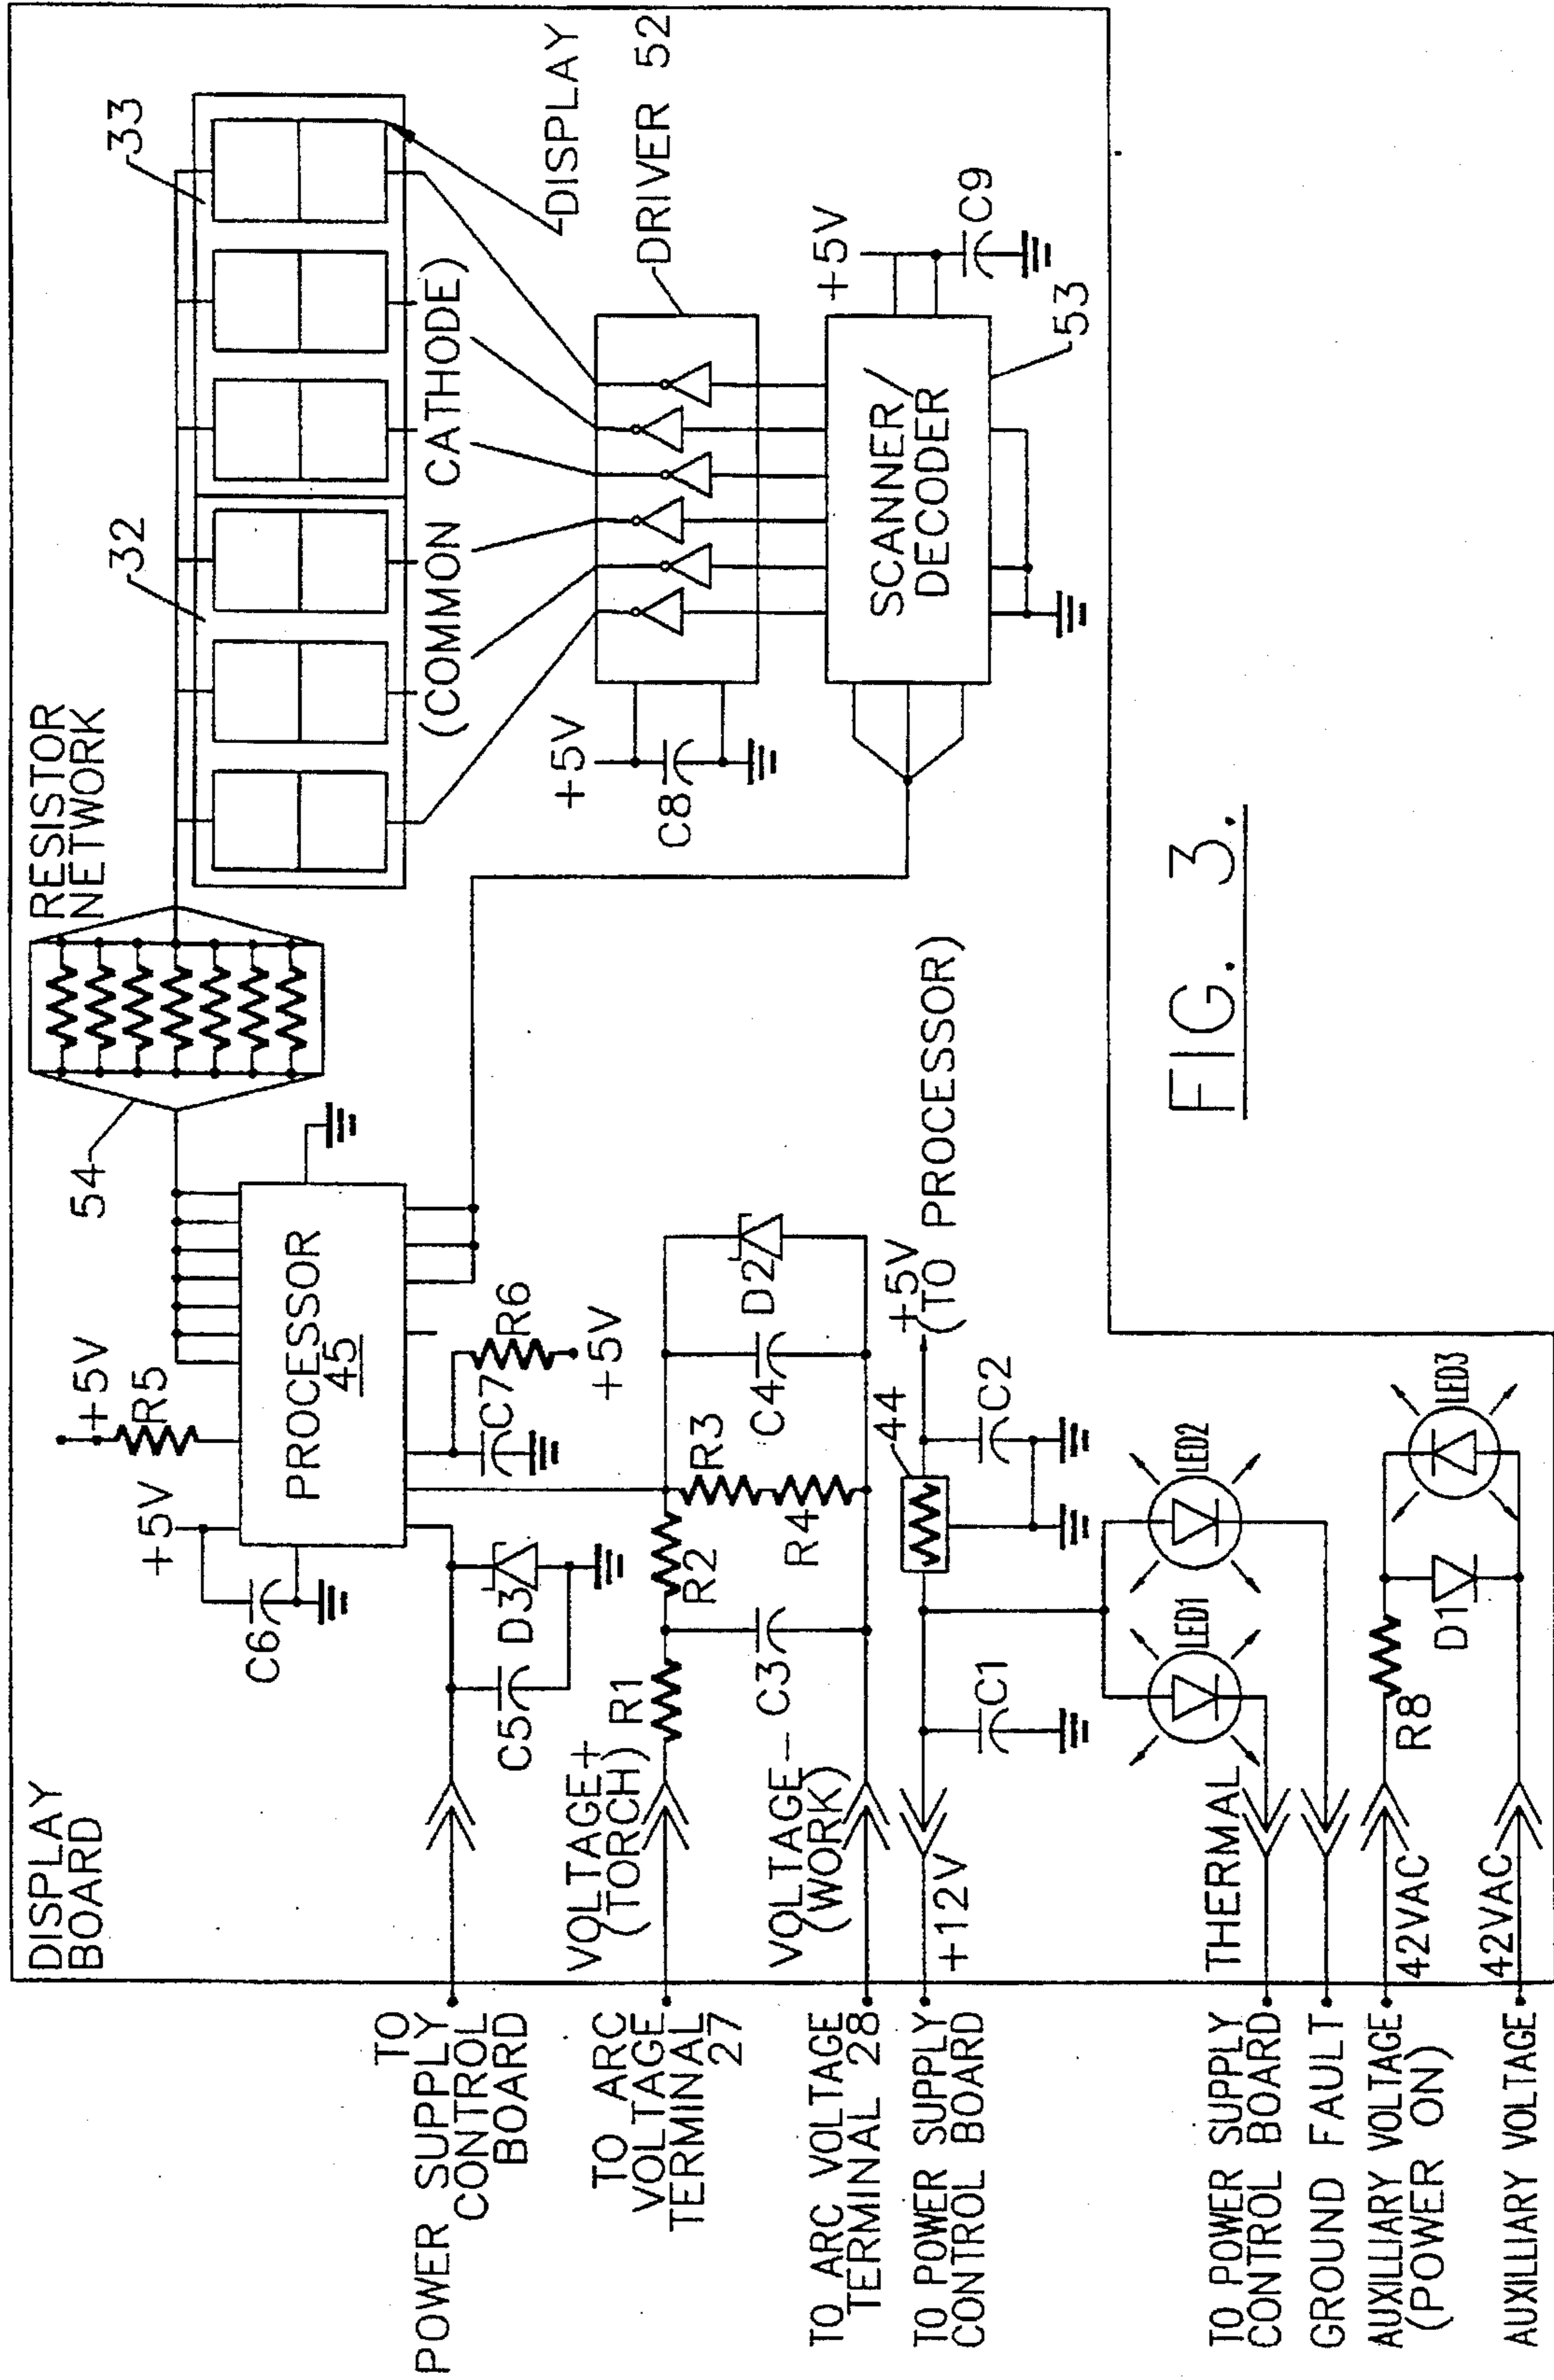 DISPLAY
BOARD
TO
POWER SUPPLY
CONTROL
BOARD
TO ARC
VOLTAGE
TERMINAL
27
TO ARC VOLTAGE
TERMINAL 28
TO POWER SUPPLY
CONTROL BOARD
TO POWER SUPPLY
CONTROL BOARD
GROUND FAULT
AUXILLIARY VOLTAGE
(POWER ON)
AUXILLIARY VOLTAGE
VOLTAGE+
(TORCH)
VOLTAGE-
(WORK)
+12V
THERMAL
42VAC
42VAC
C6
+5V
+5V
R5
PROCESSOR
45
C5
D3
C7
R6
+5V
R1
R2
R3
R4
C3
C4
D2
C1
44
C2
+5V
(TO PROCESSOR)
LED1
LED2
R8
D1
LED3
54
RESISTOR
NETWORK
32
33
(COMMON CATHODE)
DISPLAY
DRIVER 52
+5V
C8
SCANNER/
DECODER
+5V
C9
53
FIG. 3.